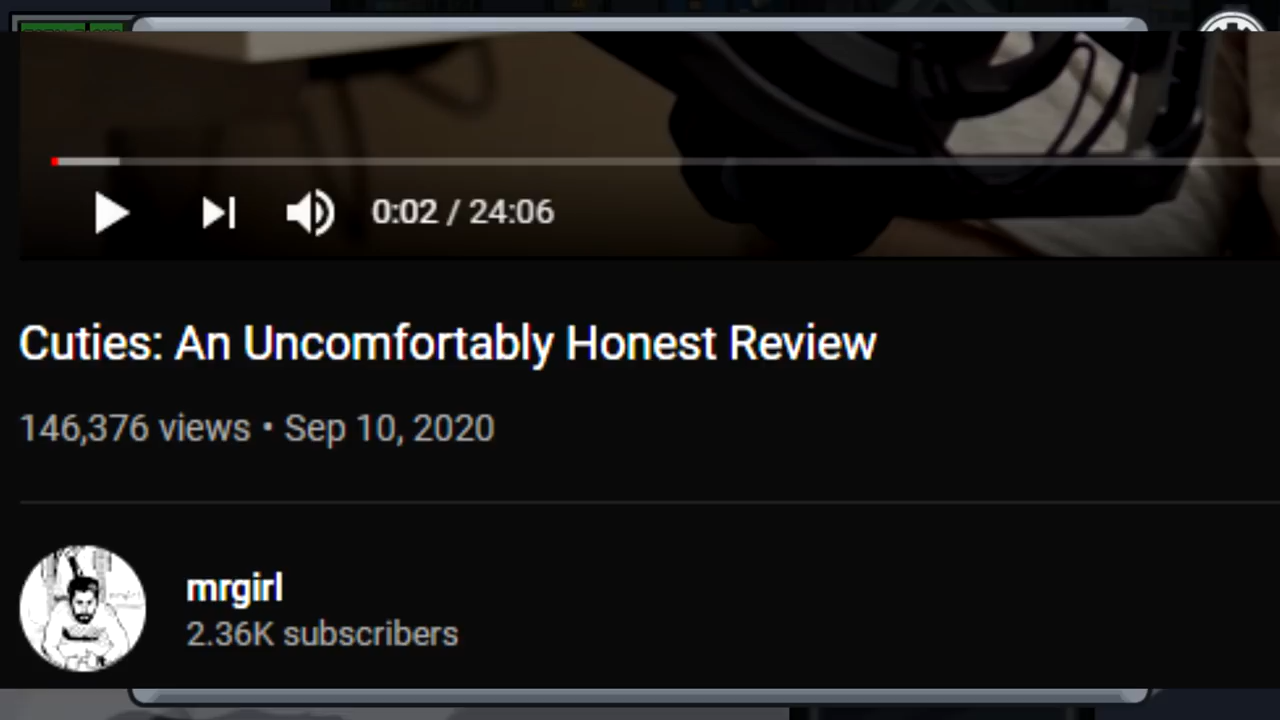 0:02 / 24:06
Cuties: An Uncomfortably Honest Review
146,376 views • Sep 10, 2020
mrgirl
2.36K subscribers